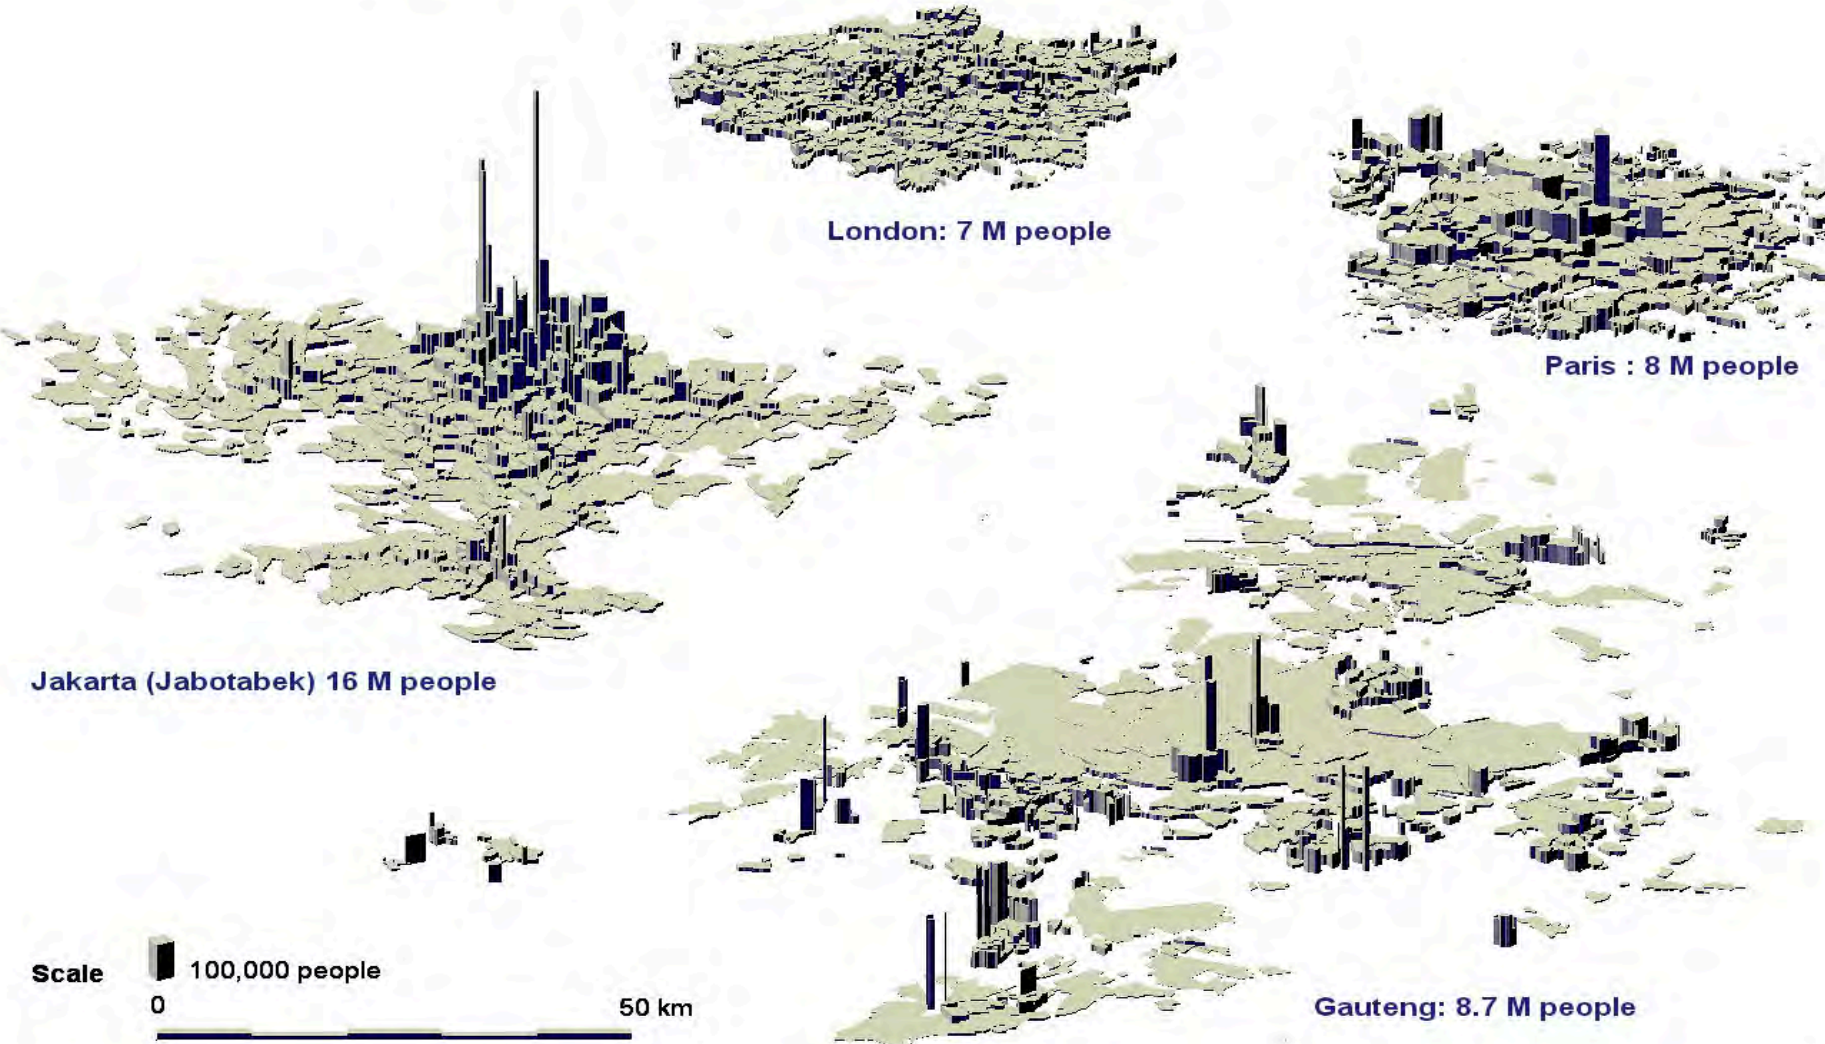 London: 7 M people
Paris : 8 M people
Jakarta (Jabotabek) 16 M people
Scale
100,000 people
0
50 km
Gauteng: 8.7 M people